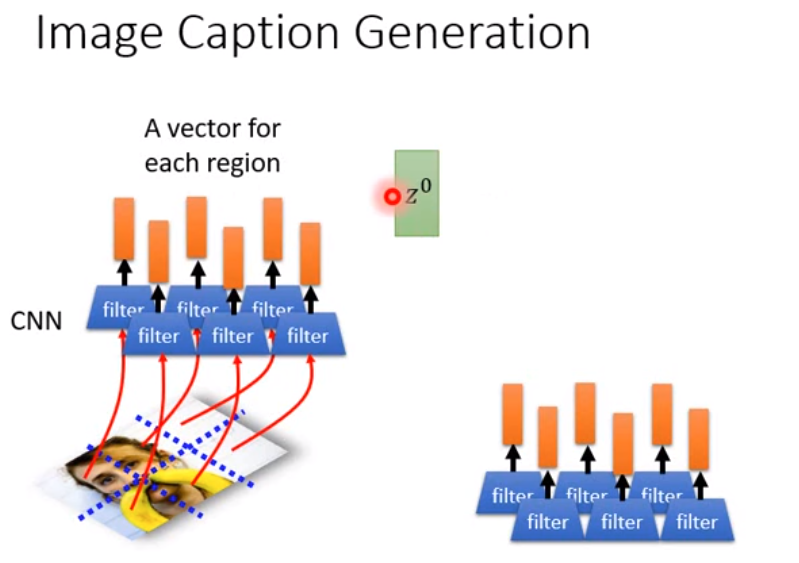 Image Caption Generation
A vector for
each region
z⁰
CNN
filter filter filter
filter filter filter
filter filter filter
filter filter filter